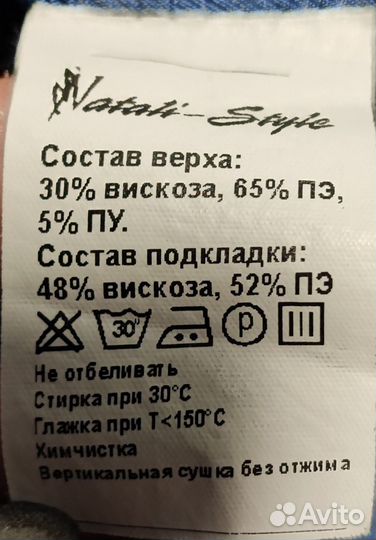 Natali-Style
Состав верха:
30% вискоза, 65% ПЭ,
5% ПУ.
Состав подкладки:
48% вискоза, 52% ПЭ
30° P
Не отбеливать
Стирка при 30°С
Глажка при Т<150°С
Химчистка
Вертикальная сушка без отжима
Avito